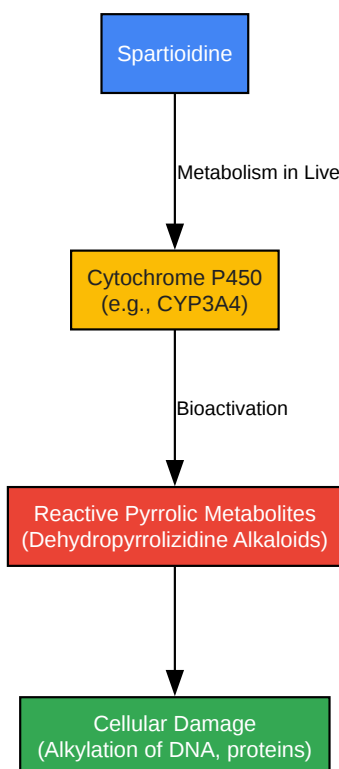 Spartioidine
Metabolism in Live
Cytochrome P450
(e.g., CYP3A4)
Bioactivation
Reactive Pyrrolic Metabolites
(Dehydropyrrolizidine Alkaloids)
Cellular Damage
(Alkylation of DNA, proteins)